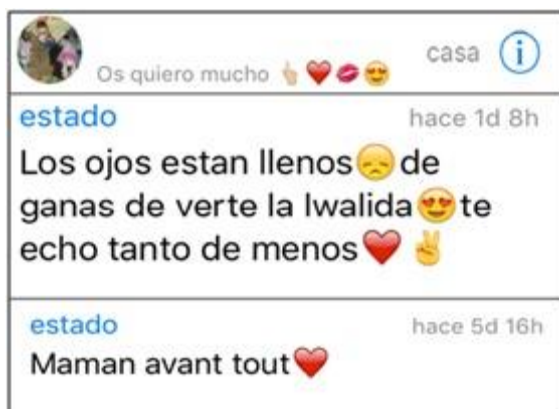 casa
Os quiero mucho 👆🏻❤️💋😍
estado hace 1d 8h
Los ojos estan llenos😞de
ganas de verte la lwalida😍te
echo tanto de menos❤️✌️
estado hace 5d 16h
Maman avant tout❤️